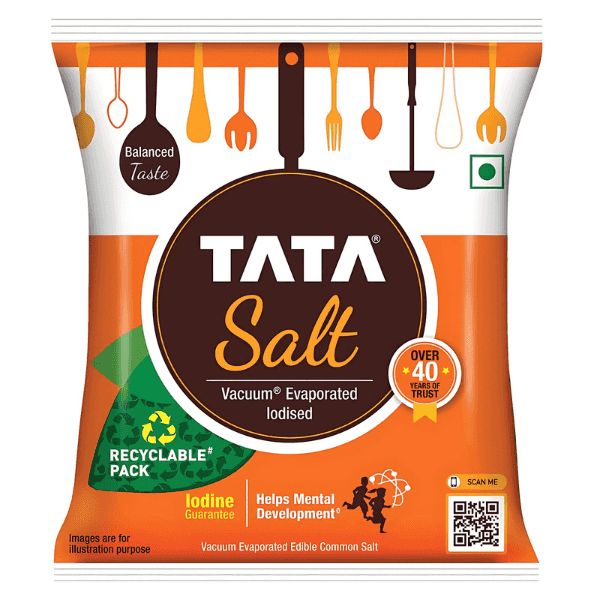 Balanced
Taste
TATA®
Salt
Vacuum® Evaporated
Iodised
OVER
40
YEARS OF
TRUST
RECYCLABLE#
PACK
Iodine
Guarantee
Helps Mental
Development◊
SCAN ME
Images are for
illustration purpose
Vacuum Evaporated Edible Common Salt